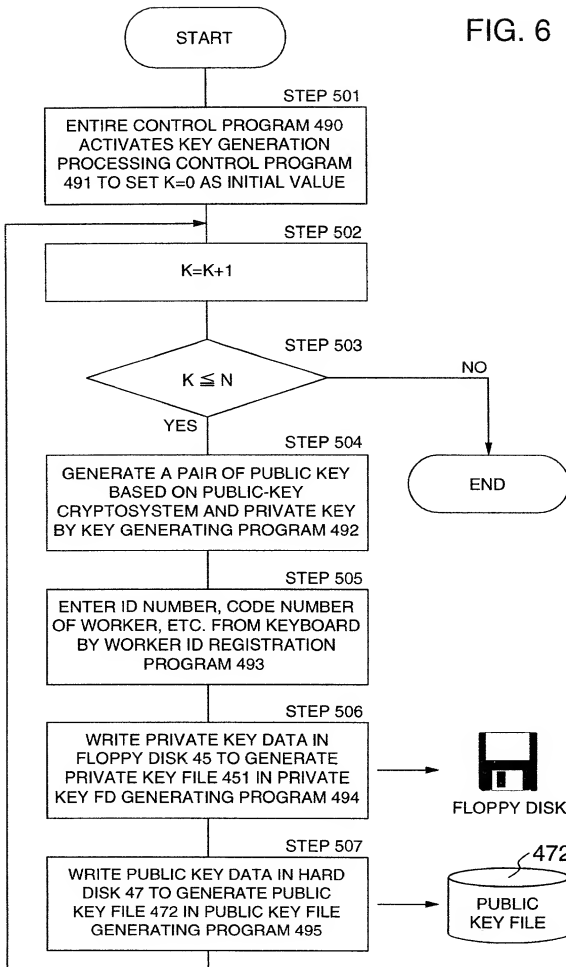 FIG. 6
START
STEP 501
ENTIRE CONTROL PROGRAM 490
ACTIVATES KEY GENERATION
PROCESSING CONTROL PROGRAM
491 TO SET K=0 AS INITIAL VALUE
STEP 502
K=K+1
STEP 503
K ≦ N
NO
YES
END
STEP 504
GENERATE A PAIR OF PUBLIC KEY
BASED ON PUBLIC-KEY
CRYPTOSYSTEM AND PRIVATE KEY
BY KEY GENERATING PROGRAM 492
STEP 505
ENTER ID NUMBER, CODE NUMBER
OF WORKER, ETC. FROM KEYBOARD
BY WORKER ID REGISTRATION
PROGRAM 493
STEP 506
WRITE PRIVATE KEY DATA IN
FLOPPY DISK 45 TO GENERATE
PRIVATE KEY FILE 451 IN PRIVATE
KEY FD GENERATING PROGRAM 494
FLOPPY DISK
STEP 507
WRITE PUBLIC KEY DATA IN HARD
DISK 47 TO GENERATE PUBLIC
KEY FILE 472 IN PUBLIC KEY FILE
GENERATING PROGRAM 495
472
PUBLIC
KEY FILE